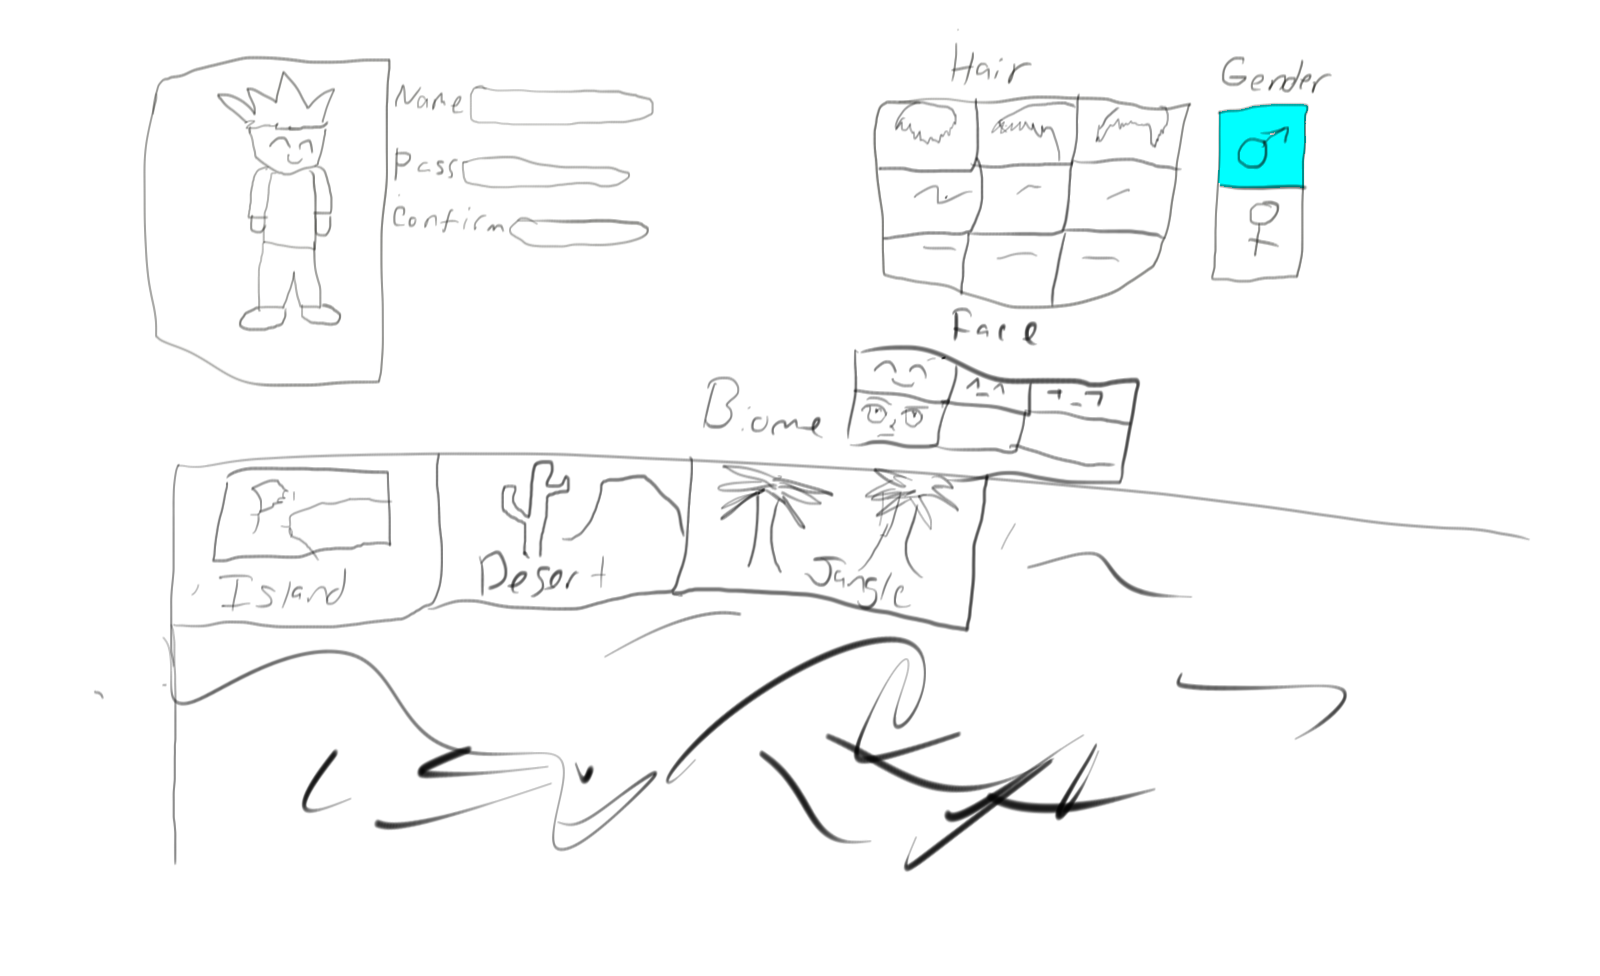 Name
Pass
Confirm
Hair
Gender
Face
Biome
Island
Desert
Jungle